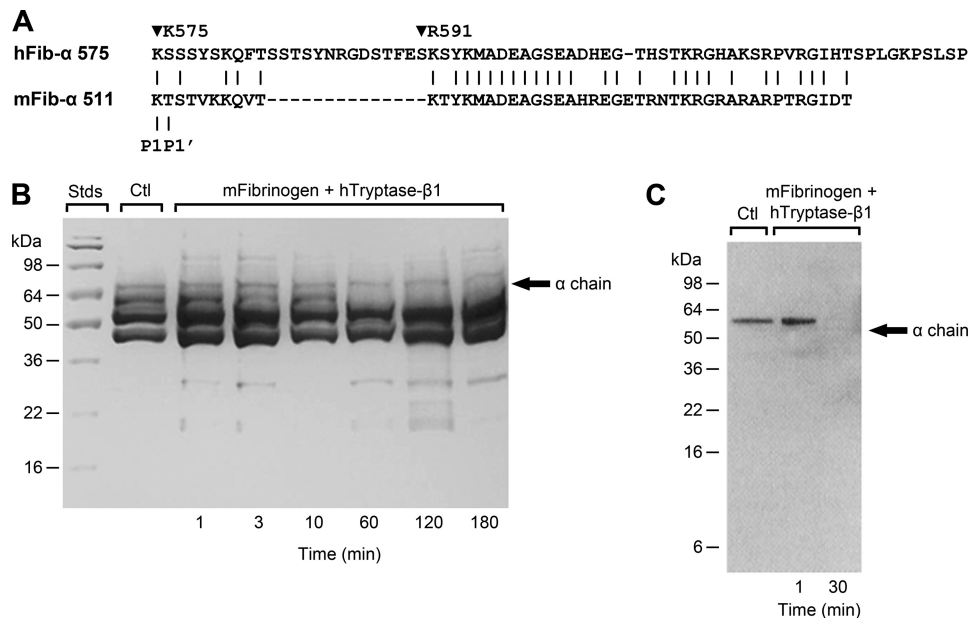 A
▼K575 ▼R591
hFib-α 575 KSSSYSKQFTSSTSYNRGDSTFESKSYKMADEAGSEADHEG-THSTKRGHAKSRPVRGIHTSPLGKPSLSP
mFib-α 511 KTSTVKKQVT--------------KTYKMADEAGSEAHREGETRNTKRGRARARPTRGIDT
P1P1′
B
Stds Ctl mFibrinogen + hTryptase-β1
kDa
98
64
50
36
22
16
α chain
1 3 10 60 120 180
Time (min)
C
mFibrinogen +
Ctl hTryptase-β1
kDa
98
64
50
36
22
16
6
α chain
1 30
Time (min)